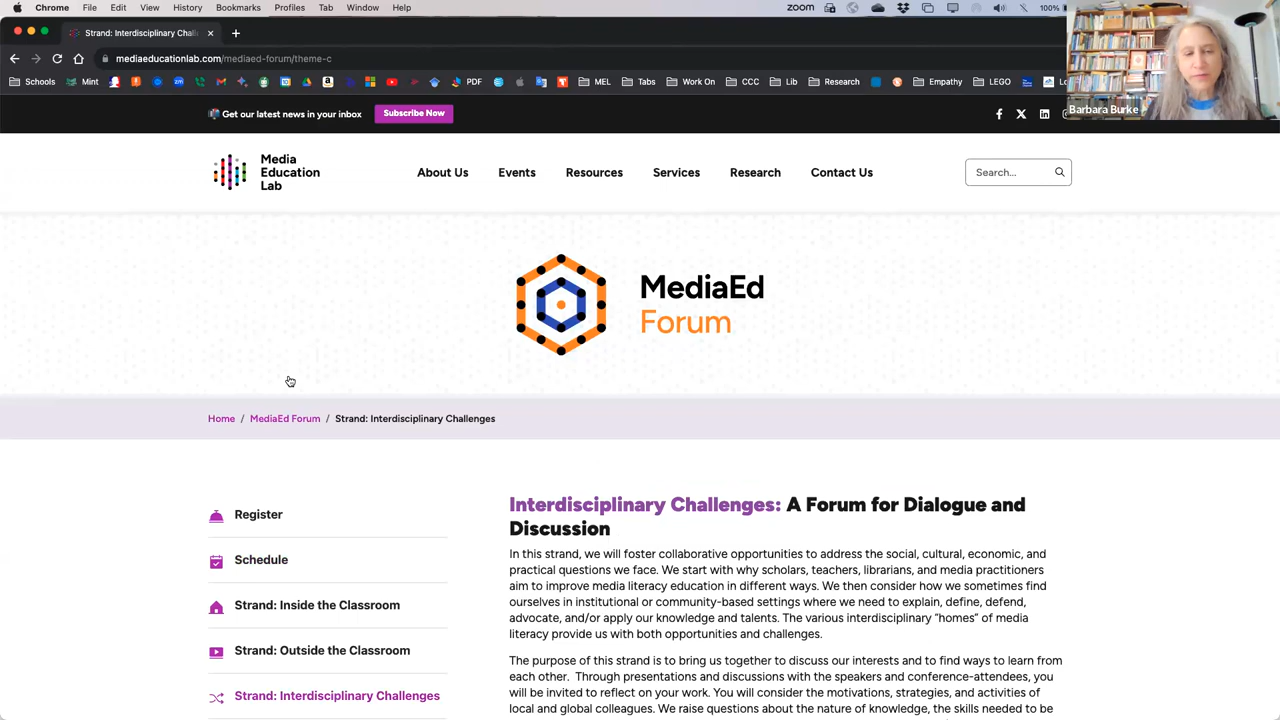 Chrome File Edit View History Bookmarks Profiles Tab Window Help zoom 100%
Strand: Interdisciplinary Chall
mediaeducationlab.com/mediaed-forum/theme-c
Schools Mint PDF MEL Tabs Work On CCC Lib Research Empathy LEGO
Barbara Burke
Get our latest news in your inbox Subscribe Now
Media
Education
Lab
About Us Events Resources Services Research Contact Us Search...
MediaEd
Forum
Home / MediaEd Forum / Strand: Interdisciplinary Challenges
Register
Schedule
Strand: Inside the Classroom
Strand: Outside the Classroom
Strand: Interdisciplinary Challenges
Interdisciplinary Challenges: A Forum for Dialogue and
Discussion
In this strand, we will foster collaborative opportunities to address the social, cultural, economic, and
practical questions we face. We start with why scholars, teachers, librarians, and media practitioners
aim to improve media literacy education in different ways. We then consider how we sometimes find
ourselves in institutional or community-based settings where we need to explain, define, defend,
advocate, and/or apply our knowledge and talents. The various interdisciplinary "homes" of media
literacy provide us with both opportunities and challenges.
The purpose of this strand is to bring us together to discuss our interests and to find ways to learn from
each other. Through presentations and discussions with the speakers and conference-attendees, you
will be invited to reflect on your work. You will consider the motivations, strategies, and activities of
local and global colleagues. We raise questions about the nature of knowledge, the skills needed to be